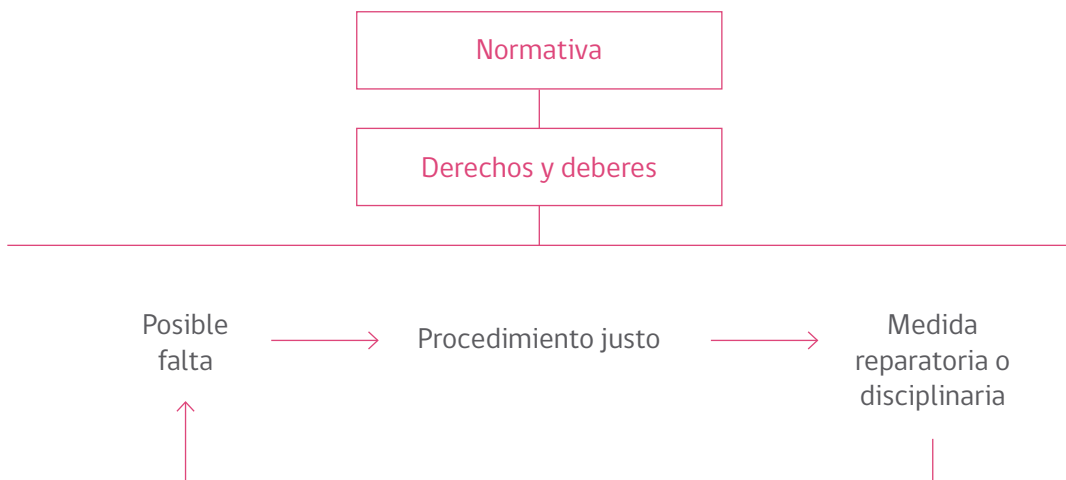 Normativa
Derechos y deberes
Posible
falta
Procedimiento justo
Medida
reparatoria o
disciplinaria